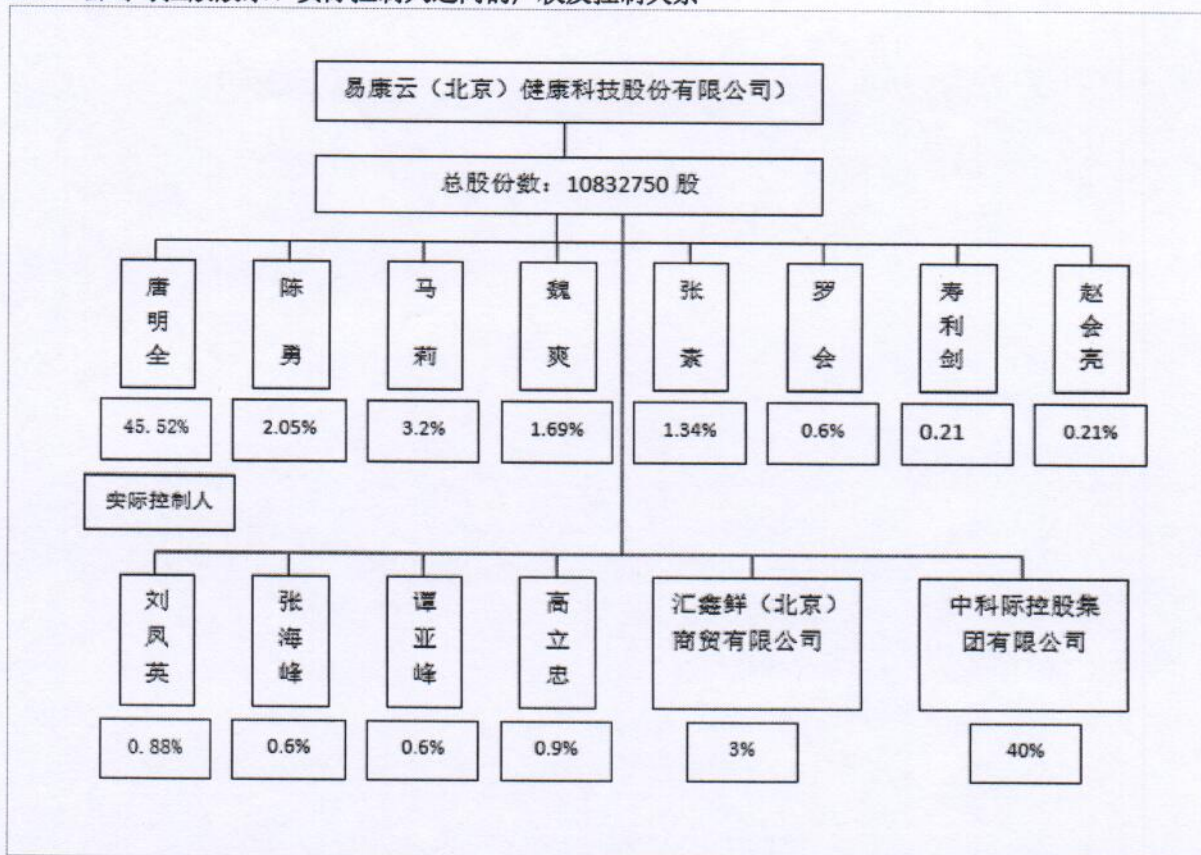 易康云（北京）健康科技股份有限公司）
总股份数：10832750 股
唐明全
陈勇
马莉
魏爽
张素
罗会
寿利剑
赵会亮
45.52%
2.05%
3.2%
1.69%
1.34%
0.6%
0.21
0.21%
实际控制人
刘凤英
张海峰
谭亚峰
高立忠
汇鑫鲜（北京）
商贸有限公司
中科际控股集
团有限公司
0.88%
0.6%
0.6%
0.9%
3%
40%